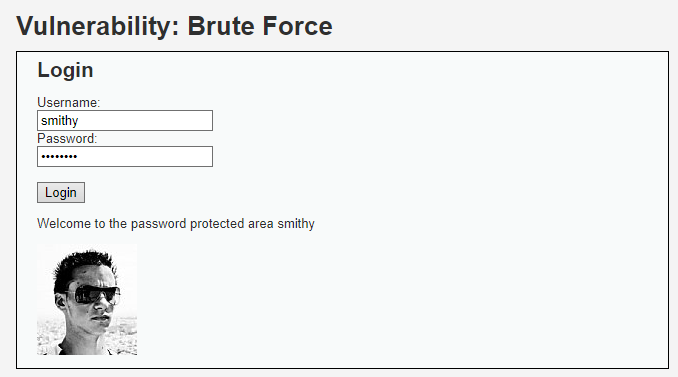 Vulnerability: Brute Force
Login
Username:
smithy
Password:
••••••••
Login
Welcome to the password protected area smithy